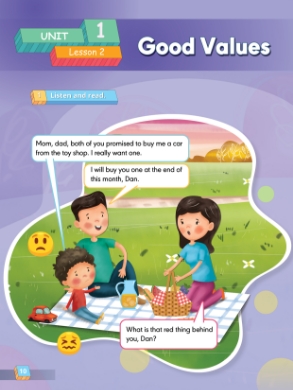 UNIT 1
Lesson 2
Good Values
Listen and read.
Mom, dad, both of you promised to buy me a car
from the toy shop. I really want one.
I will buy you one at the end of
this month, Dan.
What is that red thing behind
you, Dan?
10